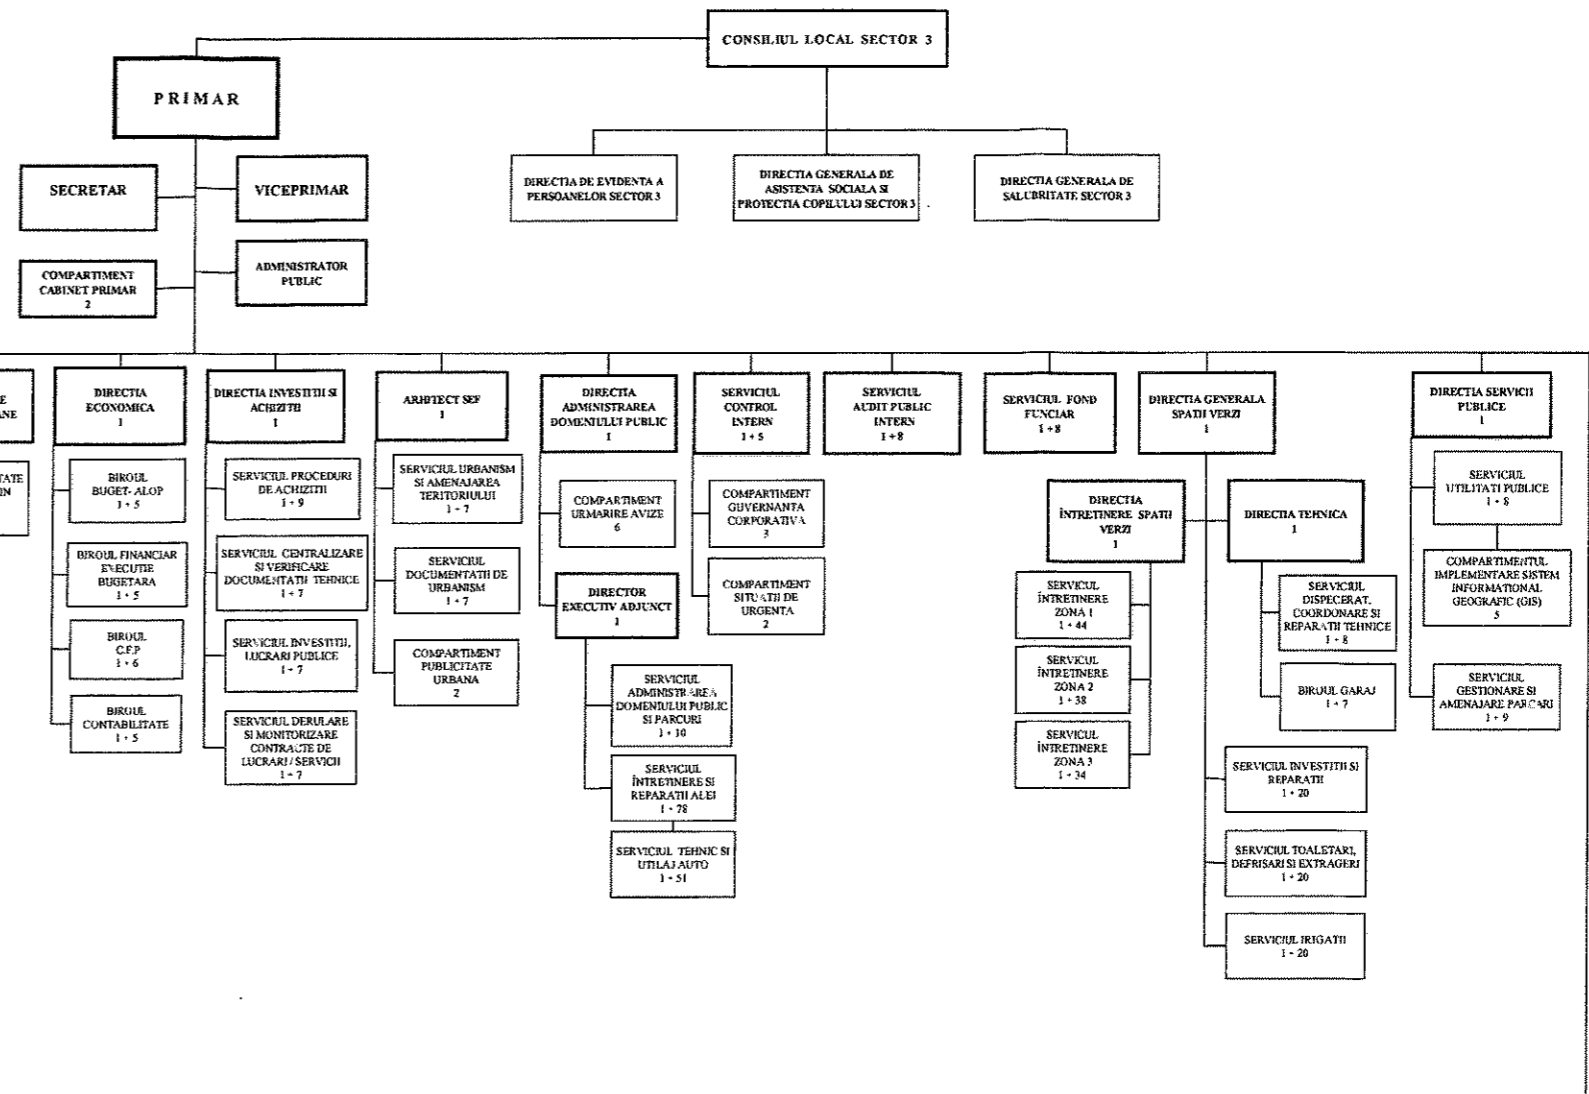 CONSILIUL LOCAL SECTOR 3
PRIMAR
SECRETAR
VICEPRIMAR
COMPARTIMENT
CABINET PRIMAR
2
ADMINISTRATOR
PUBLIC
DIRECTIA DE EVIDENTA A
PERSOANELOR SECTOR 3
DIRECTIA GENERALA DE
ASISTENTA SOCIALA SI
PROTECTIA COPILULUI SECTOR 3
DIRECTIA GENERALA DE
SALUBRITATE SECTOR 3
E
ANE
TATE
IN
DIRECTIA
ECONOMICA
1
BIROUL
BUGET- ALOP
1 + 5
BIROUL FINANCIAR
EXECUTIE
BUGETARA
1 + 5
BIROUL
C.F.P
1 + 6
BIROUL
CONTABILITATE
1 + 5
DIRECTIA INVESTITII SI
ACHIZITII
1
SERVICIUL PROCEDURI
DE ACHIZITII
1 + 9
SERVICIUL CENTRALIZARE
SI VERIFICARE
DOCUMENTATII TEHNICE
1 + 7
SERVICIUL INVESTITII,
LUCRARI PUBLICE
1 + 7
SERVICIUL DERULARE
SI MONITORIZARE
CONTRACTE DE
LUCRARI / SERVICII
1 + 7
ARHITECT SEF
1
SERVICIUL URBANISM
SI AMENAJAREA
TERITORIULUI
1 + 7
SERVICIUL
DOCUMENTATII DE
URBANISM
1 + 7
COMPARTIMENT
PUBLICITATE
URBANA
2
DIRECTIA
ADMINISTRAREA
DOMENIULUI PUBLIC
1
COMPARTIMENT
URMARIRE AVIZE
6
DIRECTOR
EXECUTIV ADJUNCT
1
SERVICIUL
ADMINISTRAREA
DOMENIULUI PUBLIC
SI PARCURI
1 + 10
SERVICIUL
ÎNTRETINERE SI
REPARATII ALEI
1 + 78
SERVICIUL TEHNIC SI
UTILAJ AUTO
1 + 51
SERVICIUL
CONTROL
INTERN
1 + 5
COMPARTIMENT
GUVERNANTA
CORPORATIVA
3
COMPARTIMENT
SITUATII DE
URGENTA
2
SERVICIUL
AUDIT PUBLIC
INTERN
1 + 8
SERVICIUL FOND
FUNCIAR
1 + 8
DIRECTIA GENERALA
SPATII VERZI
1
DIRECTIA
ÎNTRETINERE SPATII
VERZI
1
SERVICUL
ÎNTRETINERE
ZONA 1
1 + 44
SERVICUL
ÎNTRETINERE
ZONA 2
1 + 38
SERVICUL
ÎNTRETINERE
ZONA 3
1 + 34
DIRECTIA TEHNICA
1
SERVICIUL
DISPECERAT,
COORDONARE SI
REPARATII TEHNICE
1 + 8
BIROUL GARAJ
1 + 7
SERVICIUL INVESTITII SI
REPARATII
1 + 20
SERVICIUL TOALETARI,
DEFRISARI SI EXTRAGERI
1 + 20
SERVICIUL IRIGATII
1 + 20
DIRECTIA SERVICII
PUBLICE
1
SERVICIUL
UTILITATI PUBLICE
1 + 8
COMPARTIMENTUL
IMPLEMENTARE SISTEM
INFORMATIONAL
GEOGRAFIC (GIS)
5
SERVICIUL
GESTIONARE SI
AMENAJARE PARCARI
1 + 9